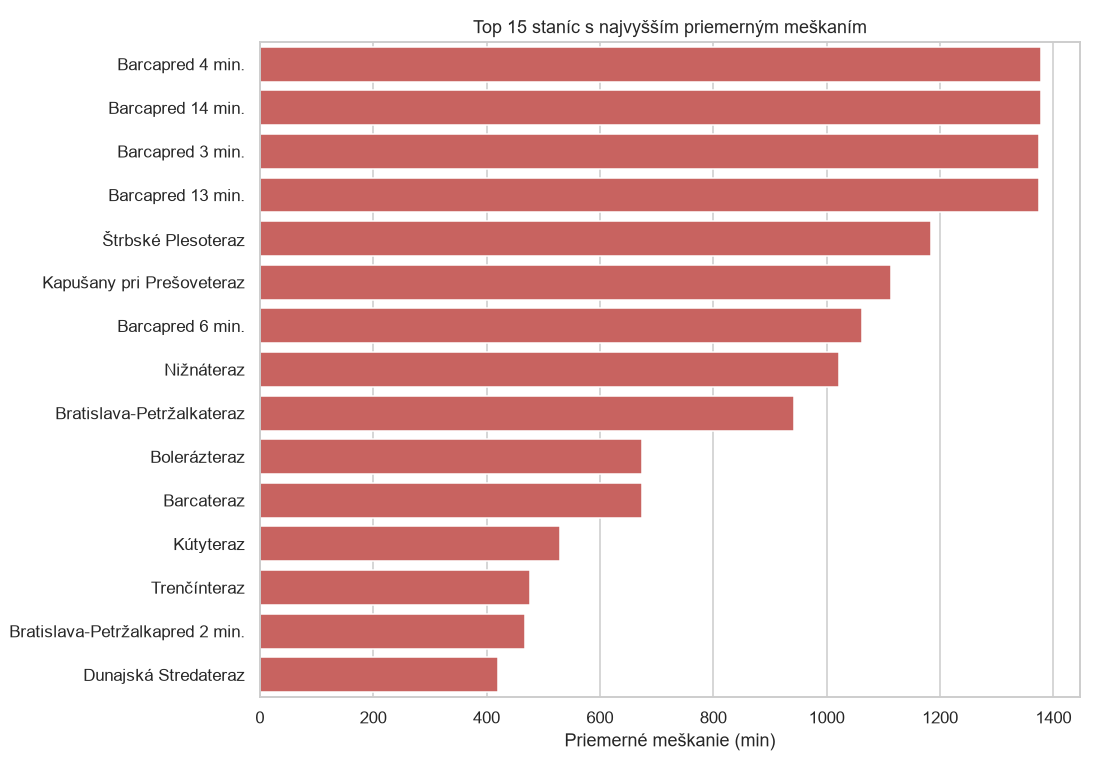 Top 15 staníc s najvyšším priemerným meškaním
Barcapred 4 min.
Barcapred 14 min.
Barcapred 3 min.
Barcapred 13 min.
Štrbské Plesoteraz
Kapušany pri Prešoveteraz
Barcapred 6 min.
Nižnáteraz
Bratislava-Petržalkateraz
Bolerázteraz
Barcateraz
Kútyteraz
Trenčínteraz
Bratislava-Petržalkapred 2 min.
Dunajská Stredateraz
0 200 400 600 800 1000 1200 1400
Priemerné meškanie (min)